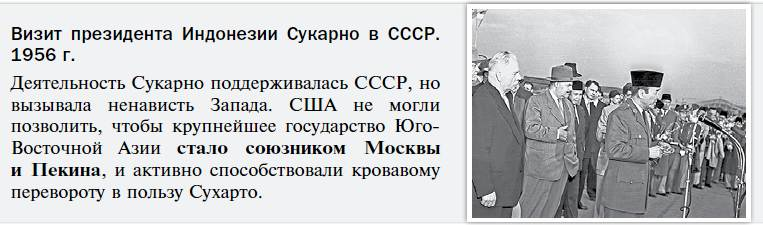 Визит президента Индонезии Сукарно в СССР.
1956 г.
Деятельность Сукарно поддерживалась СССР, но
вызывала ненависть Запада. США не могли
позволить, чтобы крупнейшее государство Юго-
Восточной Азии стало союзником Москвы
и Пекина, и активно способствовали кровавому
перевороту в пользу Сухарто.